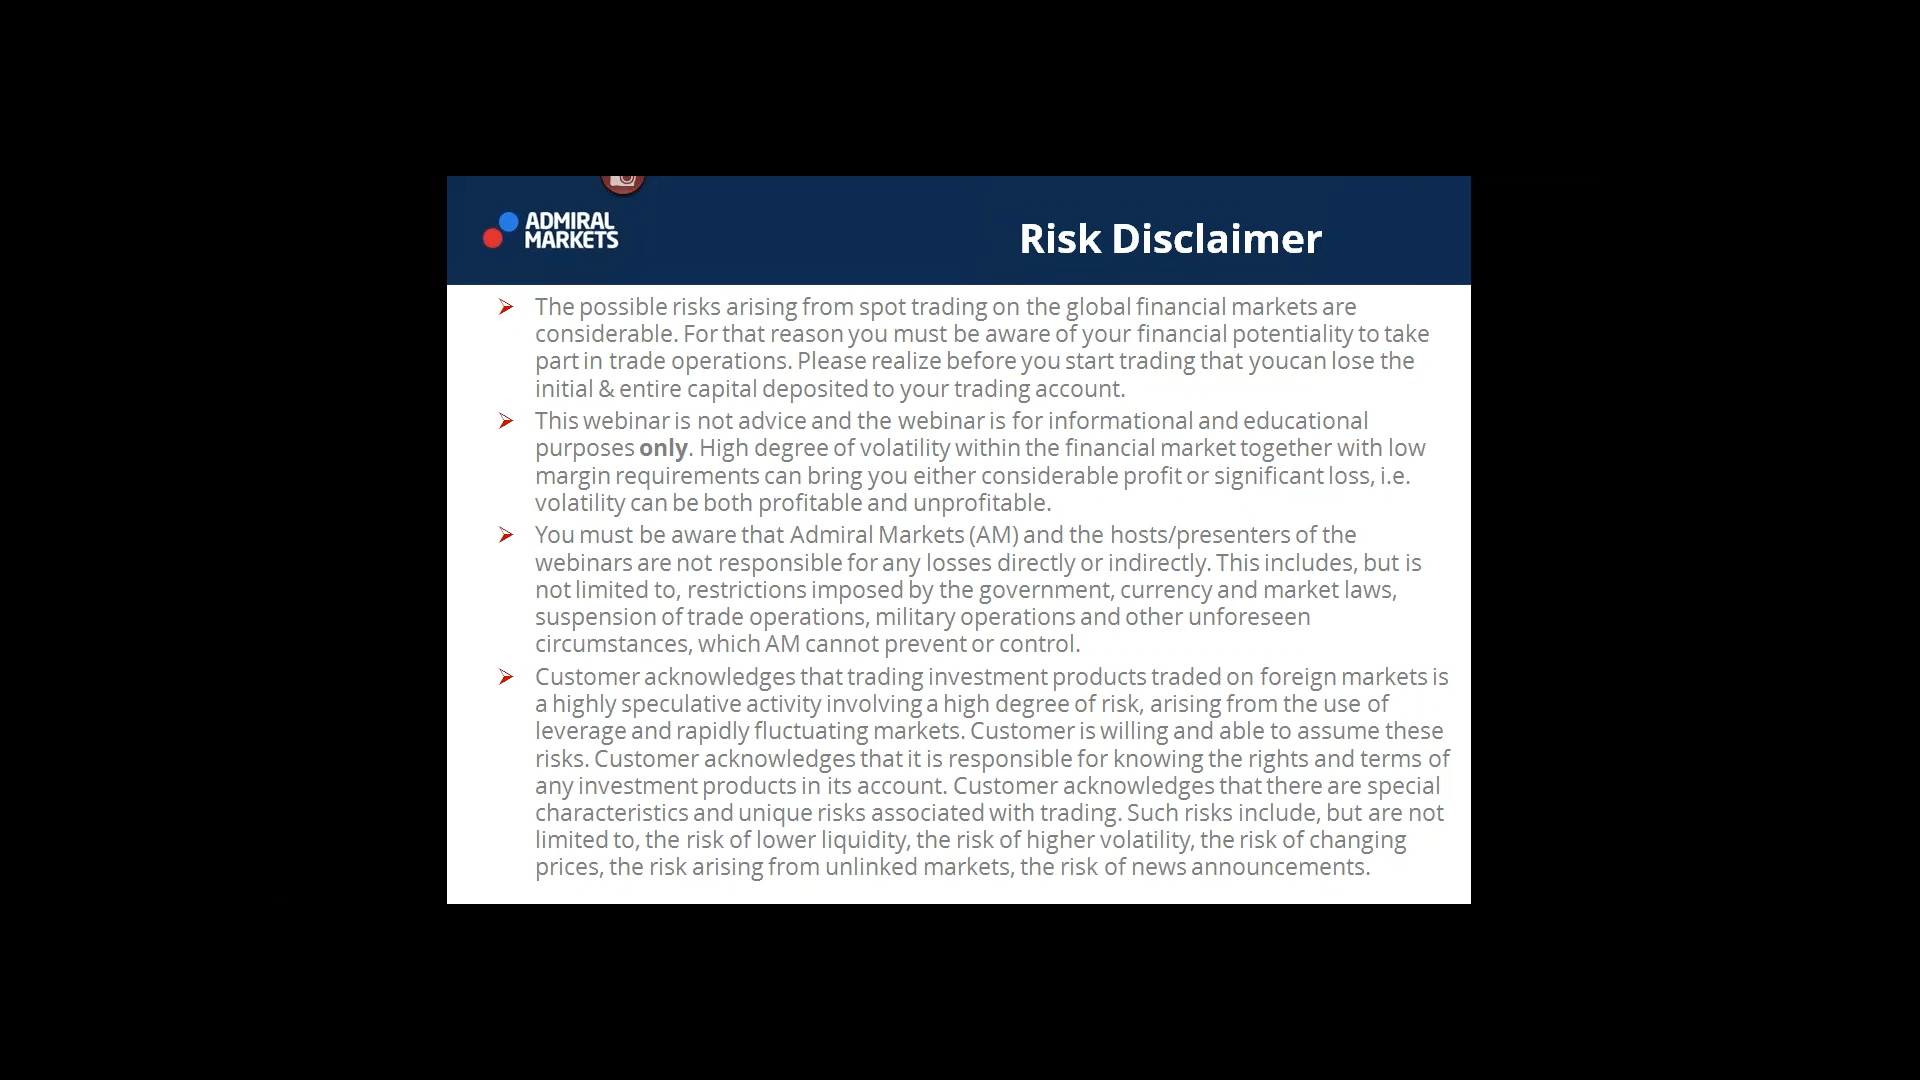 ADMIRAL
MARKETS
Risk Disclaimer
The possible risks arising from spot trading on the global financial markets are
considerable. For that reason you must be aware of your financial potentiality to take
part in trade operations. Please realize before you start trading that youcan lose the
initial & entire capital deposited to your trading account.
This webinar is not advice and the webinar is for informational and educational
purposes only. High degree of volatility within the financial market together with low
margin requirements can bring you either considerable profit or significant loss, i.e.
volatility can be both profitable and unprofitable.
You must be aware that Admiral Markets (AM) and the hosts/presenters of the
webinars are not responsible for any losses directly or indirectly. This includes, but is
not limited to, restrictions imposed by the government, currency and market laws,
suspension of trade operations, military operations and other unforeseen
circumstances, which AM cannot prevent or control.
Customer acknowledges that trading investment products traded on foreign markets is
a highly speculative activity involving a high degree of risk, arising from the use of
leverage and rapidly fluctuating markets. Customer is willing and able to assume these
risks. Customer acknowledges that it is responsible for knowing the rights and terms of
any investment products in its account. Customer acknowledges that there are special
characteristics and unique risks associated with trading. Such risks include, but are not
limited to, the risk of lower liquidity, the risk of higher volatility, the risk of changing
prices, the risk arising from unlinked markets, the risk of news announcements.